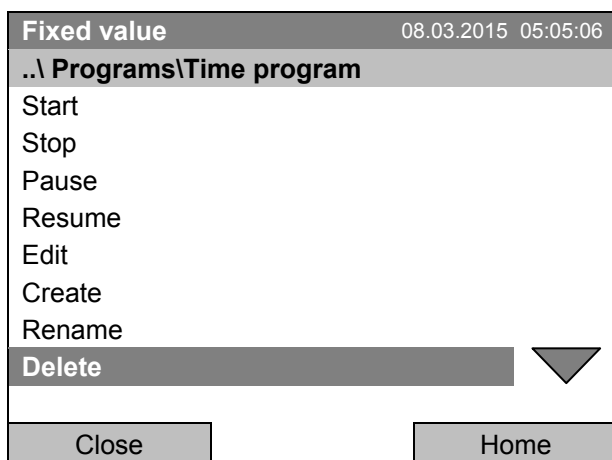 Fixed value 08.03.2015 05:05:06
..\ Programs\Time program
Start
Stop
Pause
Resume
Edit
Create
Rename
Delete
Close Home